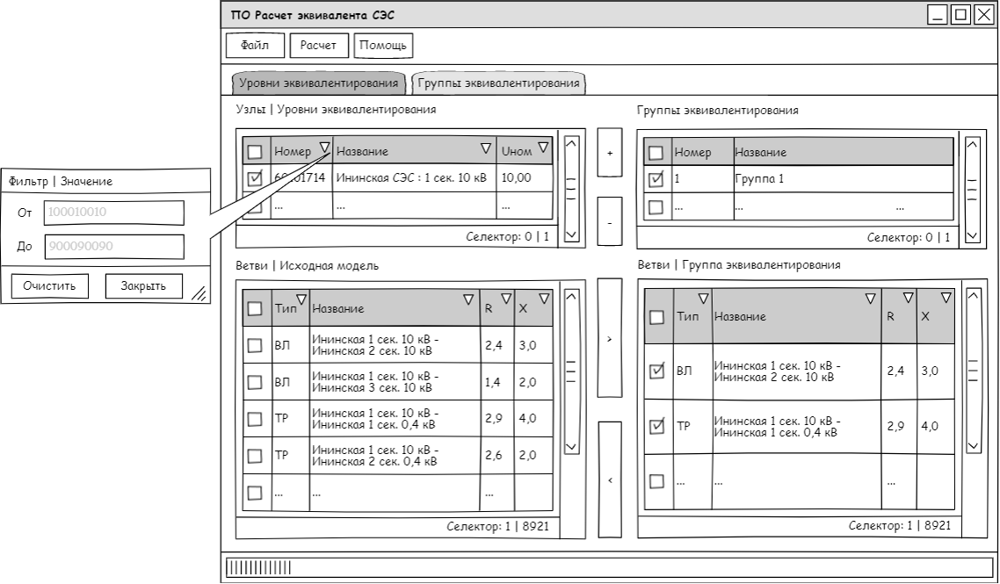 ПО Расчет эквивалента СЭС
Файл Расчет Помощь
Уровни эквивалентирования Группы эквивалентирования
Узлы | Уровни эквивалентирования
Номер Название Uном
Ининская СЭС : 1 сек. 10 кВ 10,00
... ... ...
Селектор: 0 | 1
Группы эквивалентирования
Номер Название
1 Группа 1
... ... ...
Селектор: 0 | 1
+
-
Фильтр | Значение
От 100010010
До 900090090
Очистить Закрыть
Ветви | Исходная модель
Тип Название R X
ВЛ Ининская 1 сек. 10 кВ -
Ининская 2 сек. 10 кВ 2,4 3,0
ВЛ Ининская 1 сек. 10 кВ -
Ининская 3 сек. 10 кВ 1,4 2,0
ТР Ининская 1 сек. 10 кВ -
Ининская 1 сек. 0,4 кВ 2,9 4,0
ТР Ининская 1 сек. 10 кВ -
Ининская 2 сек. 0,4 кВ 2,6 2,0
... ... ...
Селектор: 1 | 8921
>
<
Ветви | Группа эквивалентирования
Тип Название R X
ВЛ Ининская 1 сек. 10 кВ -
Ининская 2 сек. 10 кВ 2,4 3,0
ТР Ининская 1 сек. 10 кВ -
Ининская 1 сек. 0,4 кВ 2,9 4,0
... ... ...
Селектор: 1 | 8921